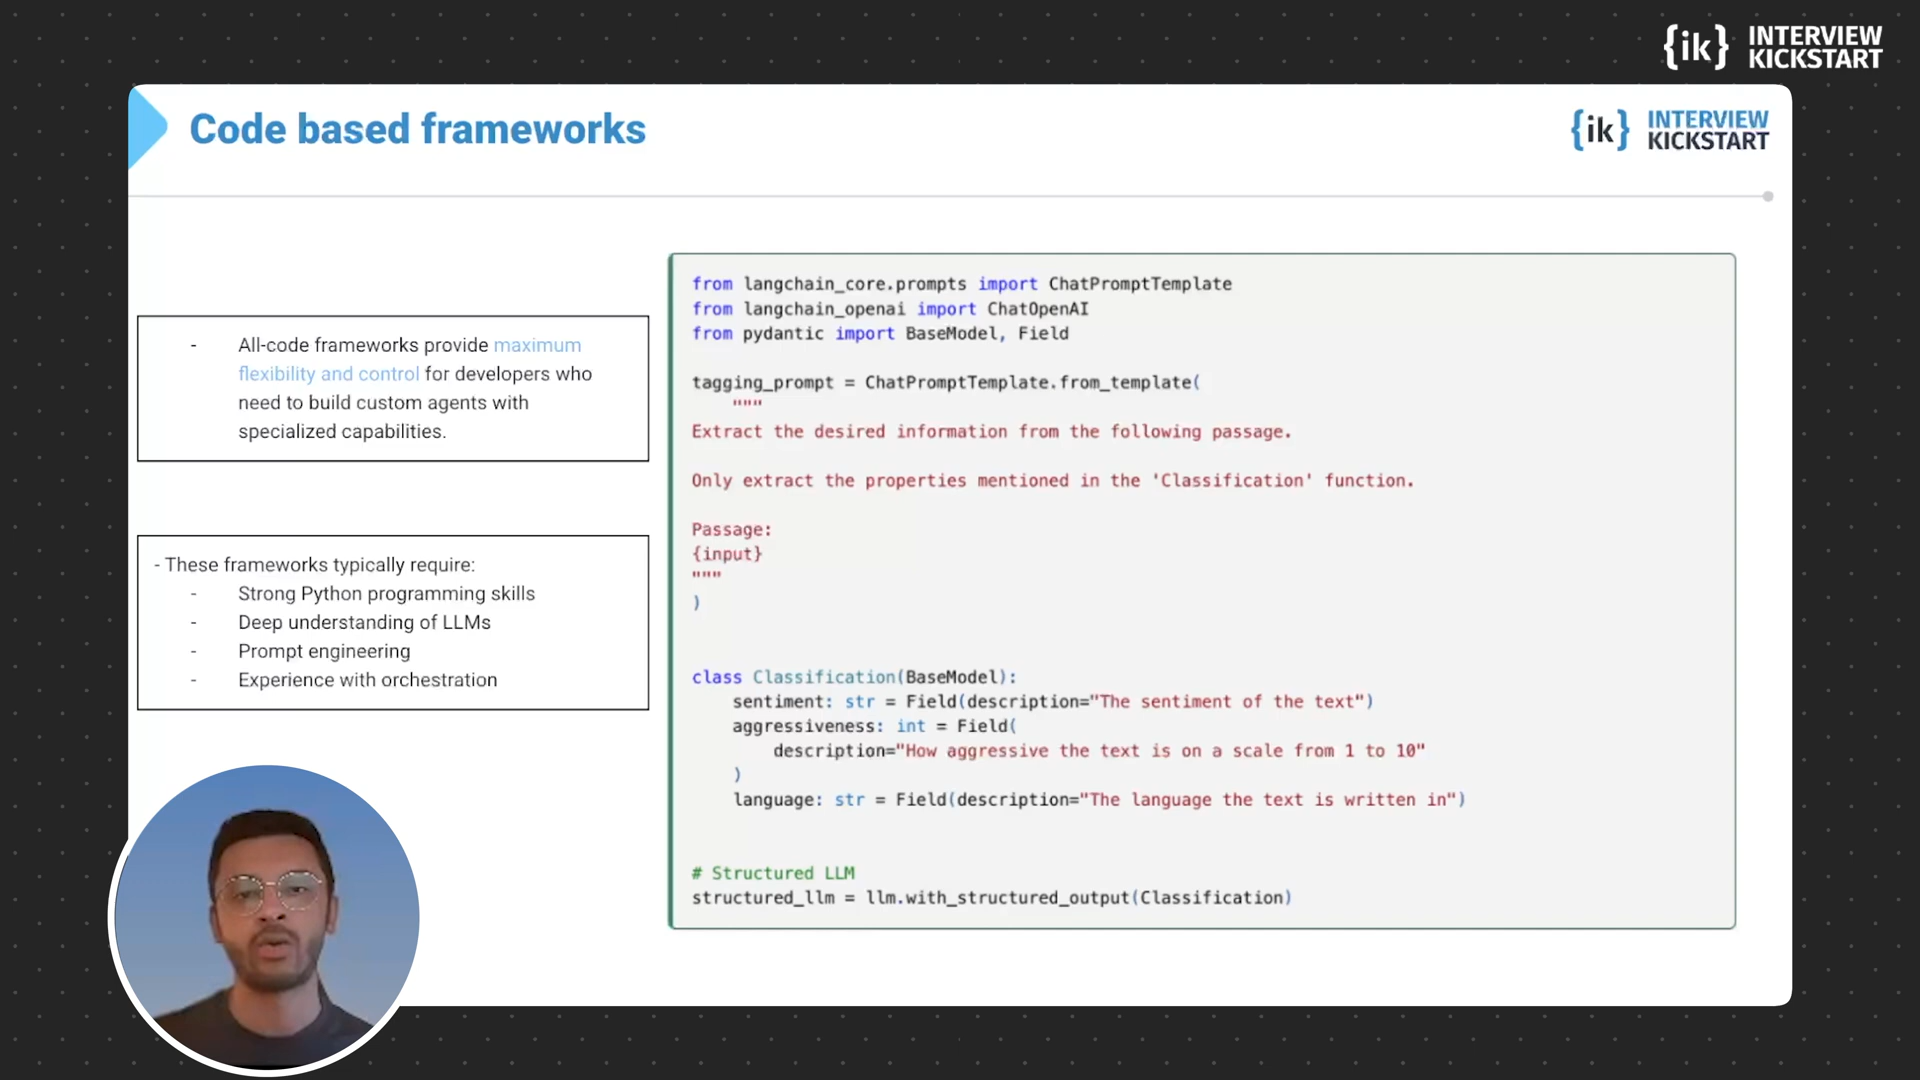 {ik} INTERVIEW
KICKSTART
Code based frameworks
{ik} INTERVIEW
KICKSTART
- All-code frameworks provide maximum
flexibility and control for developers who
need to build custom agents with
specialized capabilities.
- These frameworks typically require:
- Strong Python programming skills
- Deep understanding of LLMs
- Prompt engineering
- Experience with orchestration
from langchain_core.prompts import ChatPromptTemplate
from langchain_openai import ChatOpenAI
from pydantic import BaseModel, Field
tagging_prompt = ChatPromptTemplate.from_template(
"""
Extract the desired information from the following passage.
Only extract the properties mentioned in the 'Classification' function.
Passage:
{input}
"""
)
class Classification(BaseModel):
sentiment: str = Field(description="The sentiment of the text")
aggressiveness: int = Field(
description="How aggressive the text is on a scale from 1 to 10"
)
language: str = Field(description="The language the text is written in")
# Structured LLM
structured_llm = llm.with_structured_output(Classification)